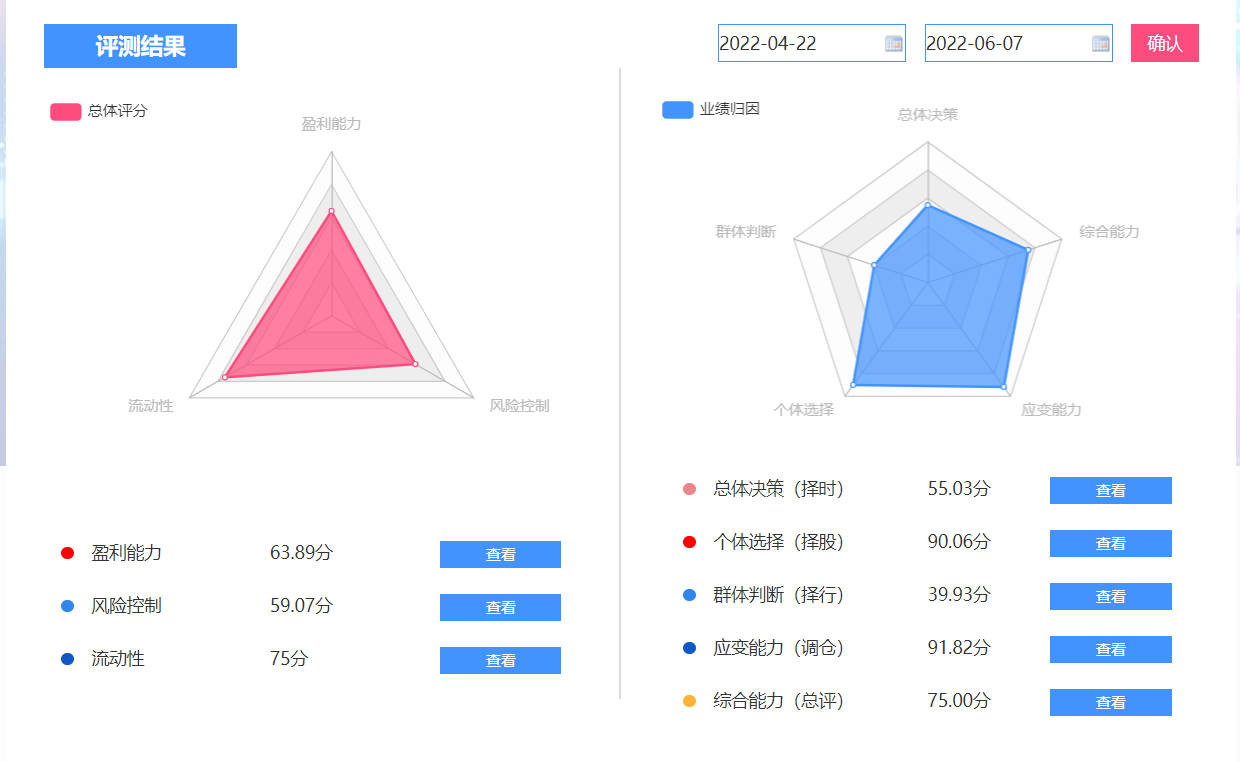 评测结果
2022-04-22
2022-06-07
确认
总体评分
盈利能力
流动性
风险控制
盈利能力 63.89分 查看
风险控制 59.07分 查看
流动性 75分 查看
业绩归因
总体决策
群体判断
综合能力
个体选择
应变能力
总体决策（择时） 55.03分 查看
个体选择（择股） 90.06分 查看
群体判断（择行） 39.93分 查看
应变能力（调仓） 91.82分 查看
综合能力（总评） 75.00分 查看